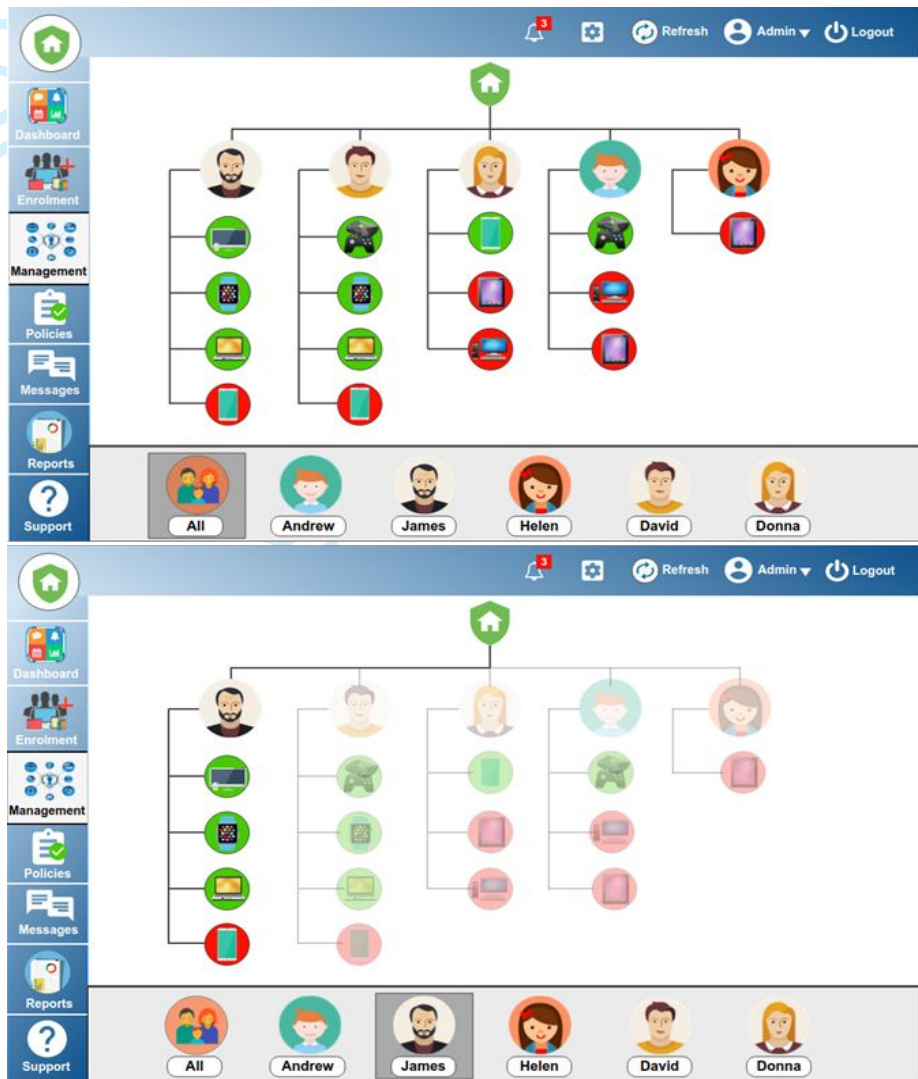 3
Refresh
Admin
Logout
Dashboard
Enrolment
Management
Policies
Messages
Reports
Support
All
Andrew
James
Helen
David
Donna
3
Refresh
Admin
Logout
Dashboard
Enrolment
Management
Policies
Messages
Reports
Support
All
Andrew
James
Helen
David
Donna